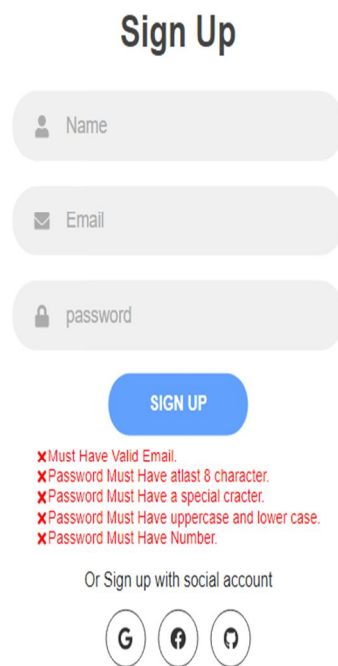 Sign Up
Name
Email
password
SIGN UP
✗Must Have Valid Email.
✗Password Must Have atlast 8 character.
✗Password Must Have a special cracter.
✗Password Must Have uppercase and lower case.
✗Password Must Have Number.
Or Sign up with social account
G